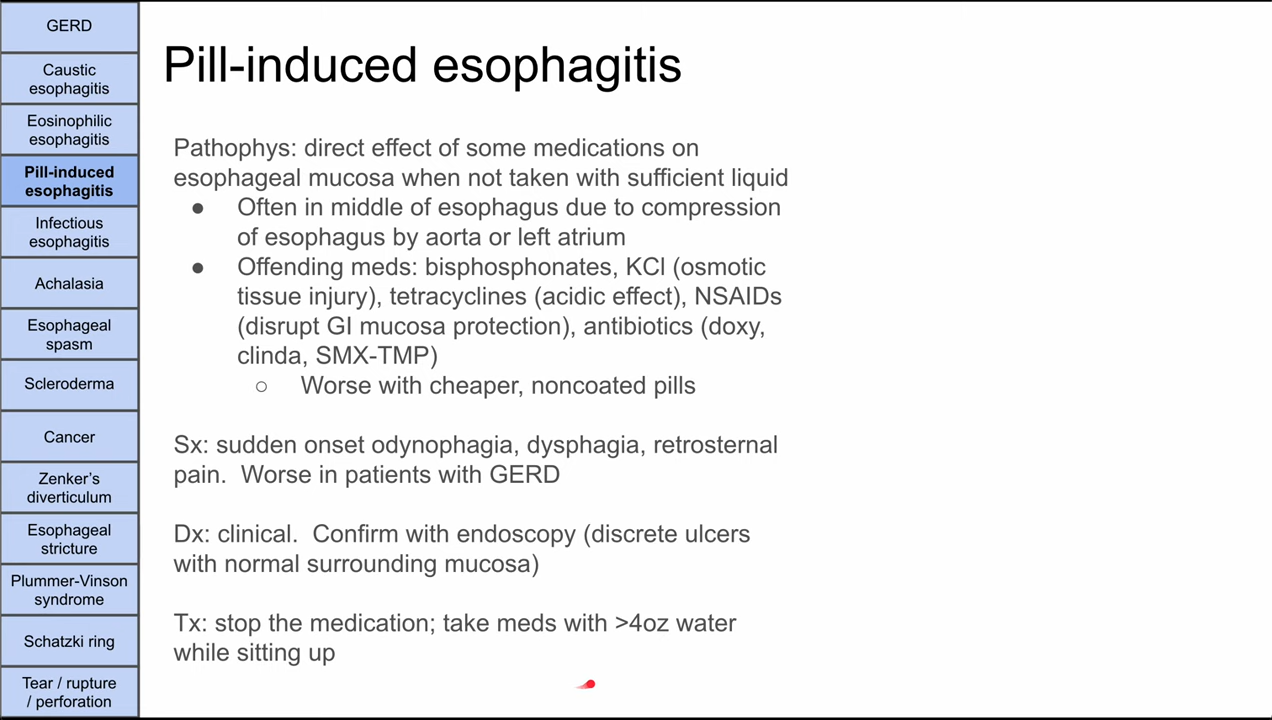 GERD
Caustic
esophagitis
Eosinophilic
esophagitis
Pill-induced
esophagitis
Infectious
esophagitis
Achalasia
Esophageal
spasm
Scleroderma
Cancer
Zenker's
diverticulum
Esophageal
stricture
Plummer-Vinson
syndrome
Schatzki ring
Tear / rupture
/ perforation
Pill-induced esophagitis
Pathophys: direct effect of some medications on
esophageal mucosa when not taken with sufficient liquid
● Often in middle of esophagus due to compression
of esophagus by aorta or left atrium
● Offending meds: bisphosphonates, KCl (osmotic
tissue injury), tetracyclines (acidic effect), NSAIDs
(disrupt GI mucosa protection), antibiotics (doxy,
clinda, SMX-TMP)
○ Worse with cheaper, noncoated pills
Sx: sudden onset odynophagia, dysphagia, retrosternal
pain.  Worse in patients with GERD
Dx: clinical.  Confirm with endoscopy (discrete ulcers
with normal surrounding mucosa)
Tx: stop the medication; take meds with >4oz water
while sitting up